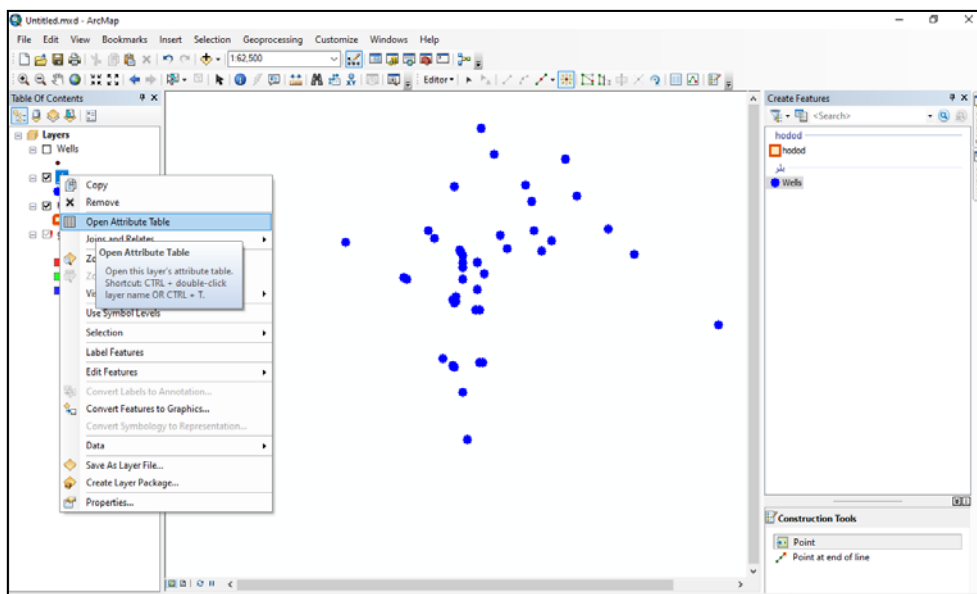 Untitled.mxd - ArcMap
File Edit View Bookmarks Insert Selection Geoprocessing Customize Windows Help
1:62,500
Editor
Table Of Contents
Create Features
<Search>
Layers
Wells
hodod
hodod
بئر
Wells
Copy
Remove
Open Attribute Table
Joins and Relates
Open Attribute Table
Open this layer's attribute table.
Shortcut: CTRL + double-click
layer name OR CTRL + T.
Use Symbol Levels
Selection
Label Features
Edit Features
Convert Labels to Annotation...
Convert Features to Graphics...
Convert Symbology to Representation...
Data
Save As Layer File...
Create Layer Package...
Properties...
Construction Tools
Point
Point at end of line